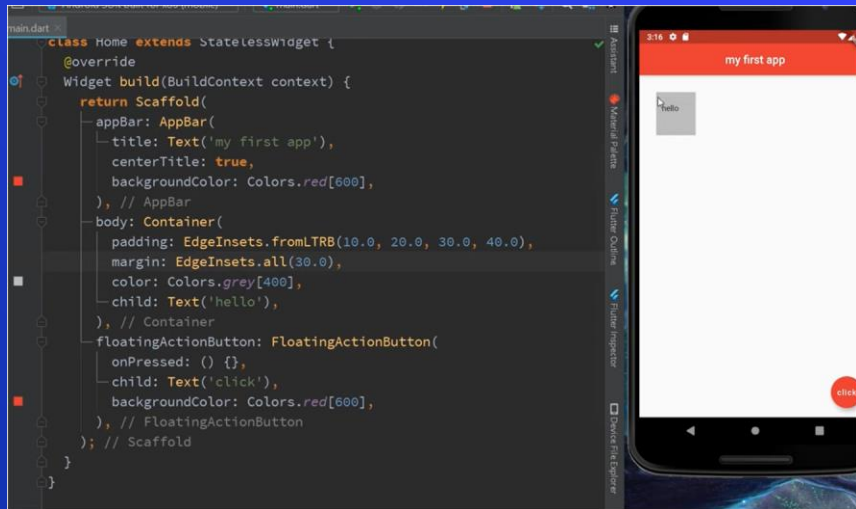 main.dart
class Home extends StatelessWidget {
@override
Widget build(BuildContext context) {
return Scaffold(
appBar: AppBar(
title: Text('my first app'),
centerTitle: true,
backgroundColor: Colors.red[600],
), // AppBar
body: Container(
padding: EdgeInsets.fromLTRB(10.0, 20.0, 30.0, 40.0),
margin: EdgeInsets.all(30.0),
color: Colors.grey[400],
child: Text('hello'),
), // Container
floatingActionButton: FloatingActionButton(
onPressed: () {},
child: Text('click'),
backgroundColor: Colors.red[600],
), // FloatingActionButton
); // Scaffold
}
}
Assistant
Material Palette
Flutter Outline
Flutter Inspector
Device File Explorer
3:16
my first app
hello
click